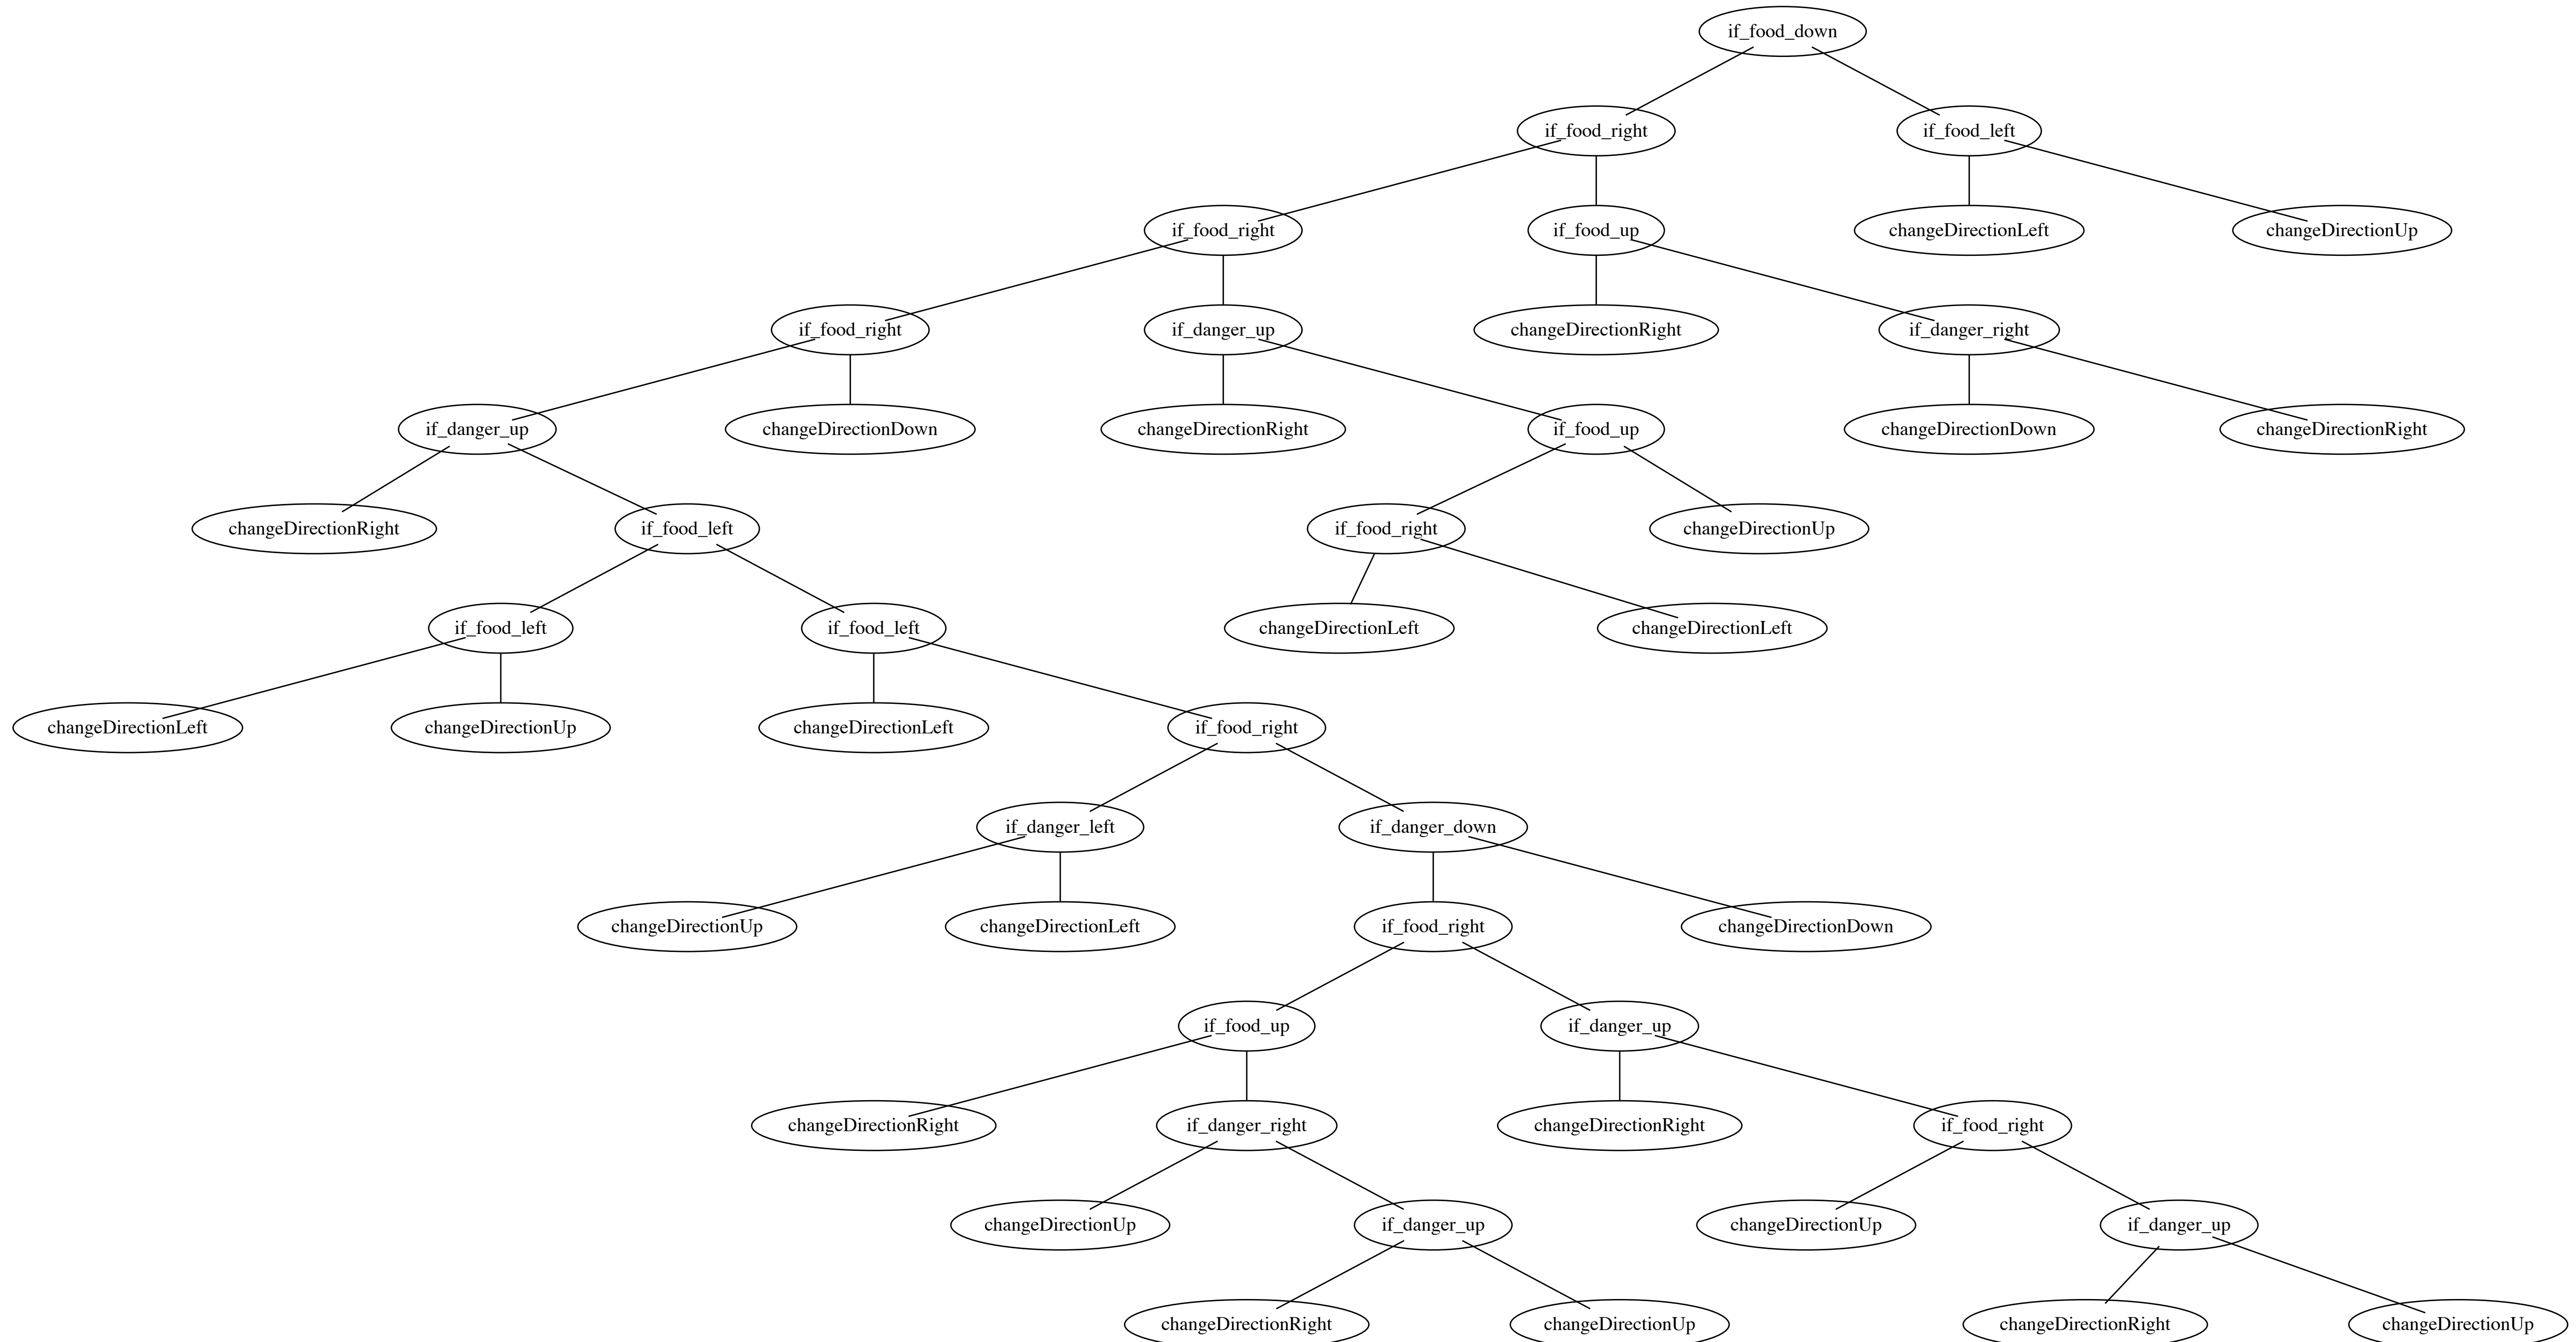 if_food_down
if_food_right
if_food_left
if_food_right
if_food_up
changeDirectionLeft
changeDirectionUp
if_food_right
if_danger_up
changeDirectionRight
if_danger_right
if_danger_up
changeDirectionDown
changeDirectionRight
if_food_up
changeDirectionDown
changeDirectionRight
changeDirectionRight
if_food_left
if_food_right
changeDirectionUp
if_food_left
if_food_left
changeDirectionLeft
changeDirectionLeft
changeDirectionLeft
changeDirectionUp
changeDirectionLeft
if_food_right
if_danger_left
if_danger_down
changeDirectionUp
changeDirectionLeft
if_food_right
changeDirectionDown
if_food_up
if_danger_up
changeDirectionRight
if_danger_right
changeDirectionRight
if_food_right
changeDirectionUp
if_danger_up
changeDirectionUp
if_danger_up
changeDirectionRight
changeDirectionUp
changeDirectionRight
changeDirectionUp